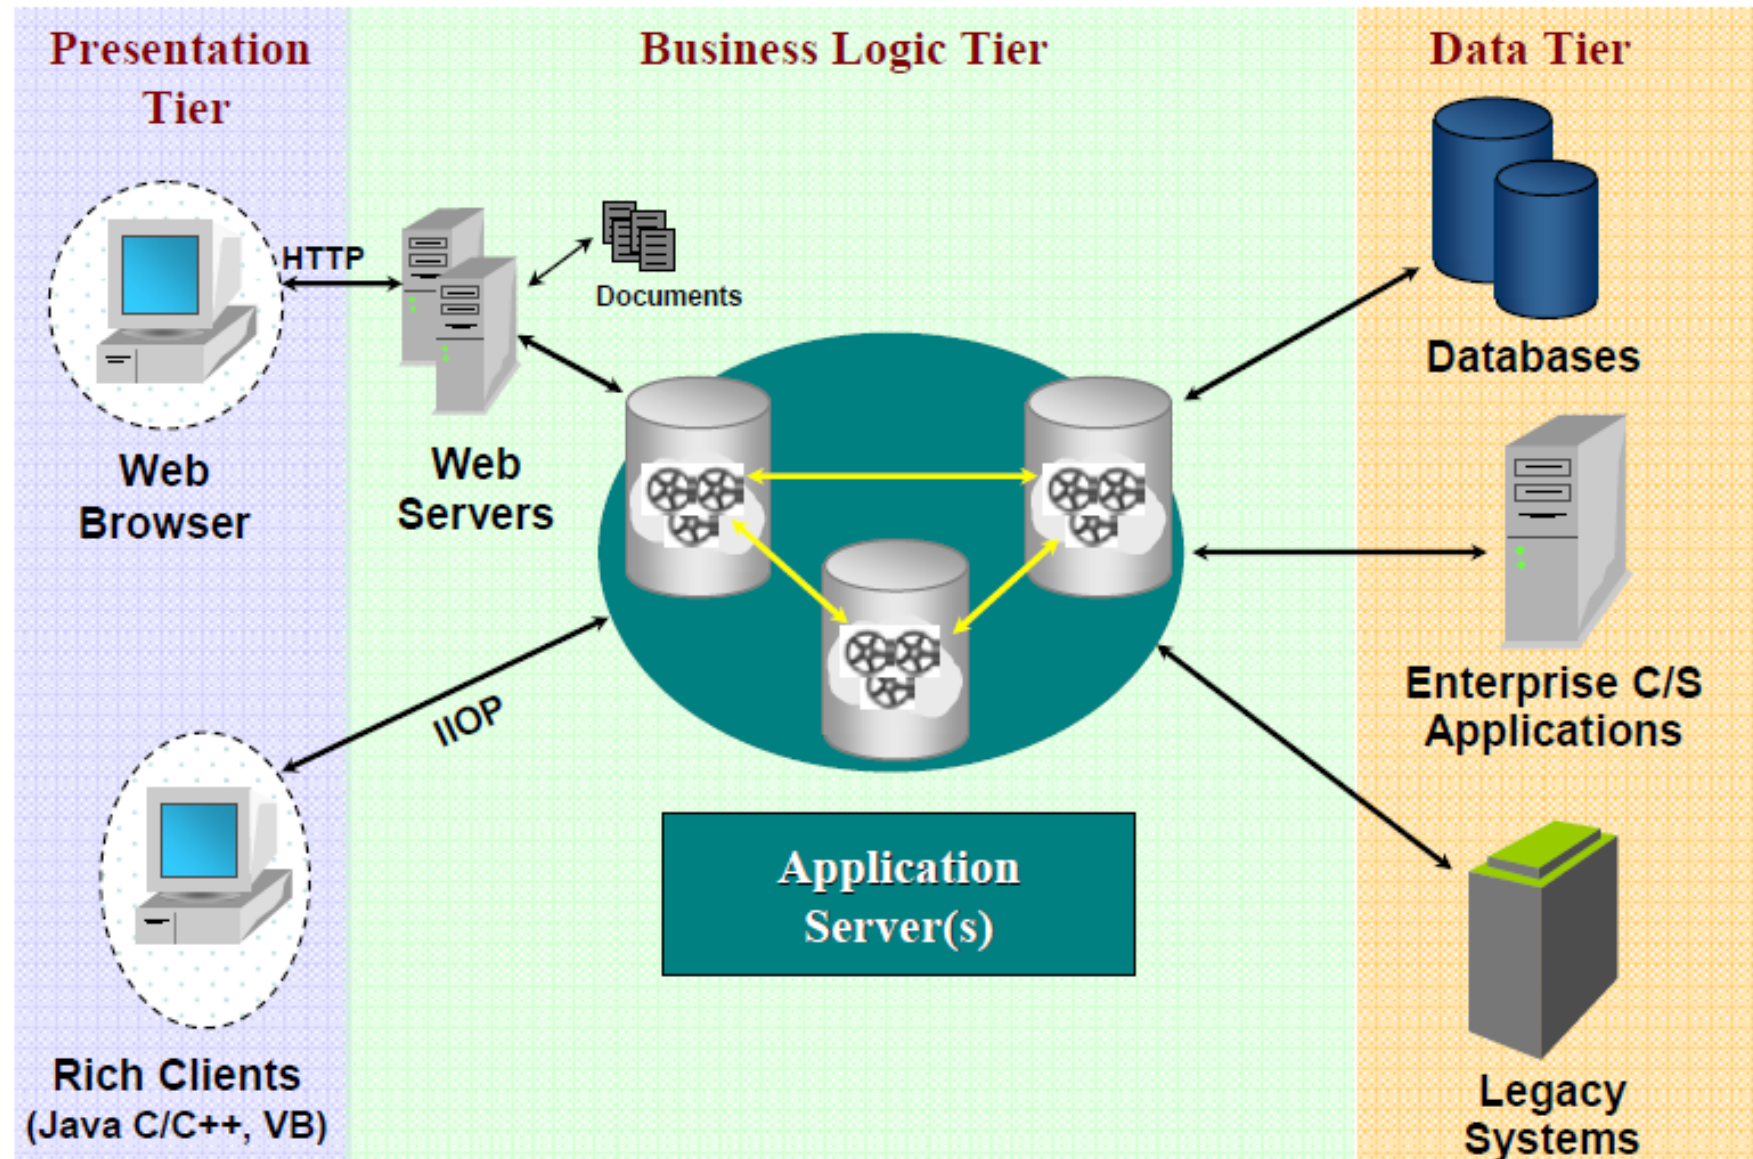 Presentation
Tier
Business Logic Tier
Data Tier
HTTP
Documents
Web
Browser
Web
Servers
Databases
Enterprise C/S
Applications
IIOP
Application
Server(s)
Rich Clients
(Java C/C++, VB)
Legacy
Systems